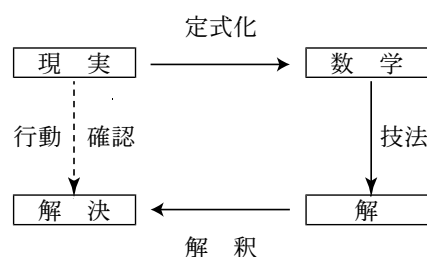 定式化
現 実
数 学
行動
確認
技法
解 決
解
解 釈